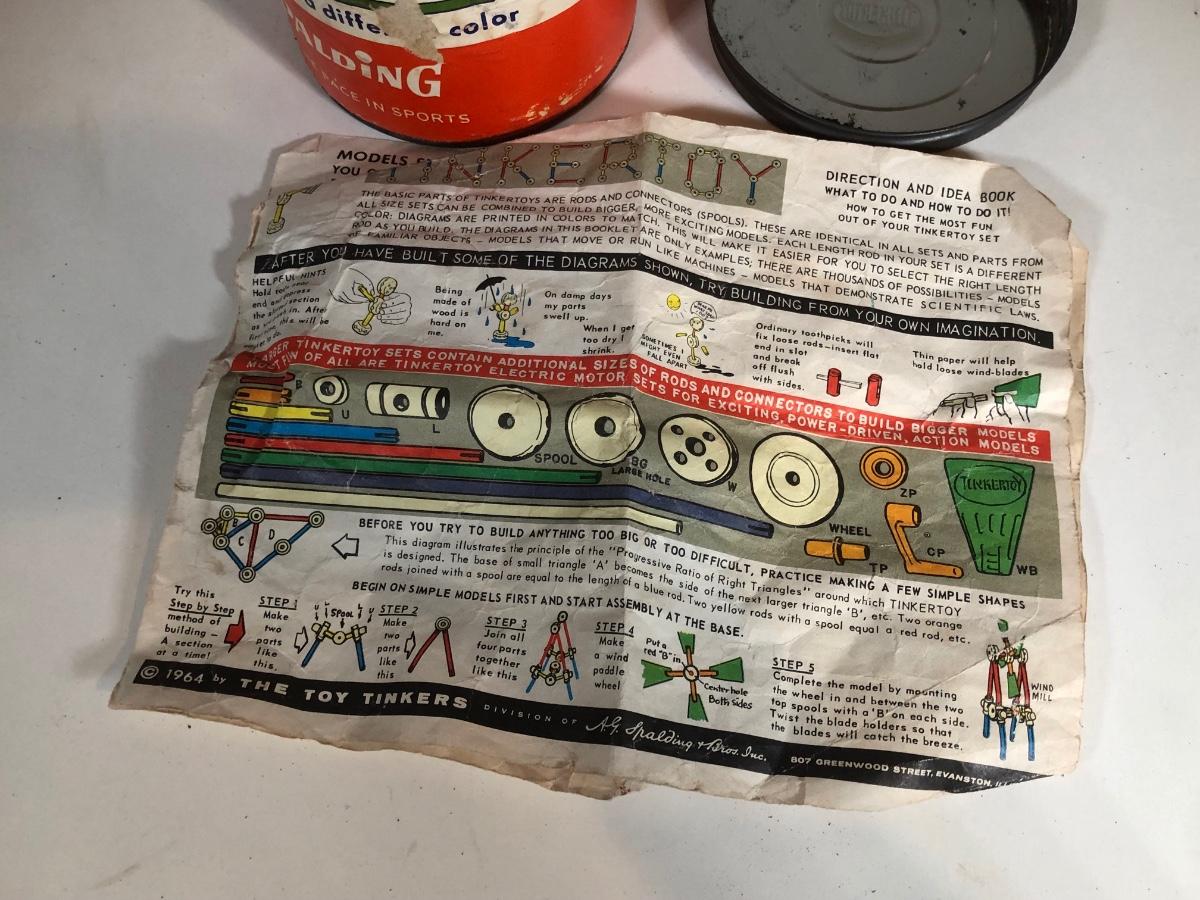 a different color
ALDING
PACE IN SPORTS
MODELS
YOU
TINKERTOY
DIRECTION AND IDEA BOOK
WHAT TO DO AND HOW TO DO IT!
HOW TO GET THE MOST FUN
OUT OF YOUR TINKERTOY SET
THE BASIC PARTS OF TINKERTOYS ARE RODS AND CONNECTORS (SPOOLS). THESE ARE IDENTICAL IN ALL SETS AND PARTS FROM
ALL SIZE SETS CAN BE COMBINED TO BUILD BIGGER, MORE EXCITING MODELS. EACH LENGTH ROD IN YOUR SET IS A DIFFERENT
COLOR: DIAGRAMS ARE PRINTED IN COLORS TO MATCH. THIS WILL MAKE IT EASIER FOR YOU TO SELECT THE RIGHT LENGTH
ROD AS YOU BUILD. THE DIAGRAMS IN THIS BOOKLET ARE ONLY EXAMPLES; THERE ARE THOUSANDS OF POSSIBILITIES – MODELS
OF FAMILIAR OBJECTS – MODELS THAT MOVE OR RUN LIKE MACHINES – MODELS THAT DEMONSTRATE SCIENTIFIC LAWS.
AFTER YOU HAVE BUILT SOME OF THE DIAGRAMS SHOWN, TRY BUILDING FROM YOUR OWN IMAGINATION.
HELPFUL HINTS
Hold
end
the section
as in. After
this will be
Being
made of
wood is
hard on
me.
On damp days
my parts
swell up.
When I get
too dry I
shrink.
SOMETIMES I
MIGHT EVEN
FALL APART
Ordinary toothpicks will
fix loose rods—insert flat
end in slot
and break
off flush
with sides.
Thin paper will help
hold loose wind-blades
LARGER TINKERTOY SETS CONTAIN ADDITIONAL SIZES OF RODS AND CONNECTORS TO BUILD BIGGER MODELS
MOST FUN OF ALL ARE TINKERTOY ELECTRIC MOTOR SETS FOR EXCITING, POWER-DRIVEN, ACTION MODELS
B
U
L
SPOOL
BG
LARGE HOLE
W
WHEEL
ZP
TP
CP
TINKERTOY
WB
B
C
D
BEFORE YOU TRY TO BUILD ANYTHING TOO BIG OR TOO DIFFICULT, PRACTICE MAKING A FEW SIMPLE SHAPES
This diagram illustrates the principle of the "Progressive Ratio of Right Triangles" around which TINKERTOY
is designed. The base of small triangle 'A' becomes the side of the next larger triangle 'B', etc. Two orange
rods joined with a spool are equal to the length of a blue rod. Two yellow rods with a spool equal a red rod, etc.
BEGIN ON SIMPLE MODELS FIRST AND START ASSEMBLY AT THE BASE.
Try this
Step by Step
method of
building –
A section
at a time!
STEP 1
Make
two
parts
like
this.
SPOOL
STEP 2
Make
two
parts
like
this
STEP 3
Join all
four parts
together
like this
STEP 4
Make
a wind
paddle
wheel
Put a
red "B" in
Center hole
Both sides
STEP 5
Complete the model by mounting
the wheel in between the two
top spools with a 'B' on each side.
Twist the blade holders so that
the blades will catch the breeze.
WIND
MILL
© 1964 by THE TOY TINKERS DIVISION OF A.G. Spalding & Bros. Inc. 807 GREENWOOD STREET, EVANSTON, ILL